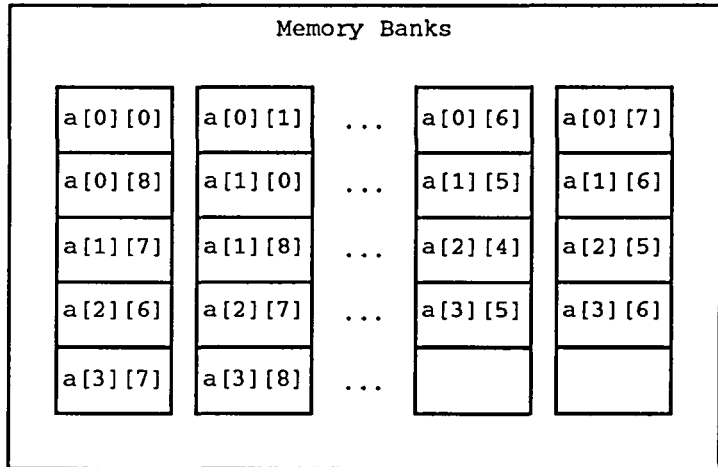 Memory Banks
a[0][0] a[0][1] ... a[0][6] a[0][7]
a[0][8] a[1][0] ... a[1][5] a[1][6]
a[1][7] a[1][8] ... a[2][4] a[2][5]
a[2][6] a[2][7] ... a[3][5] a[3][6]
a[3][7] a[3][8] ...